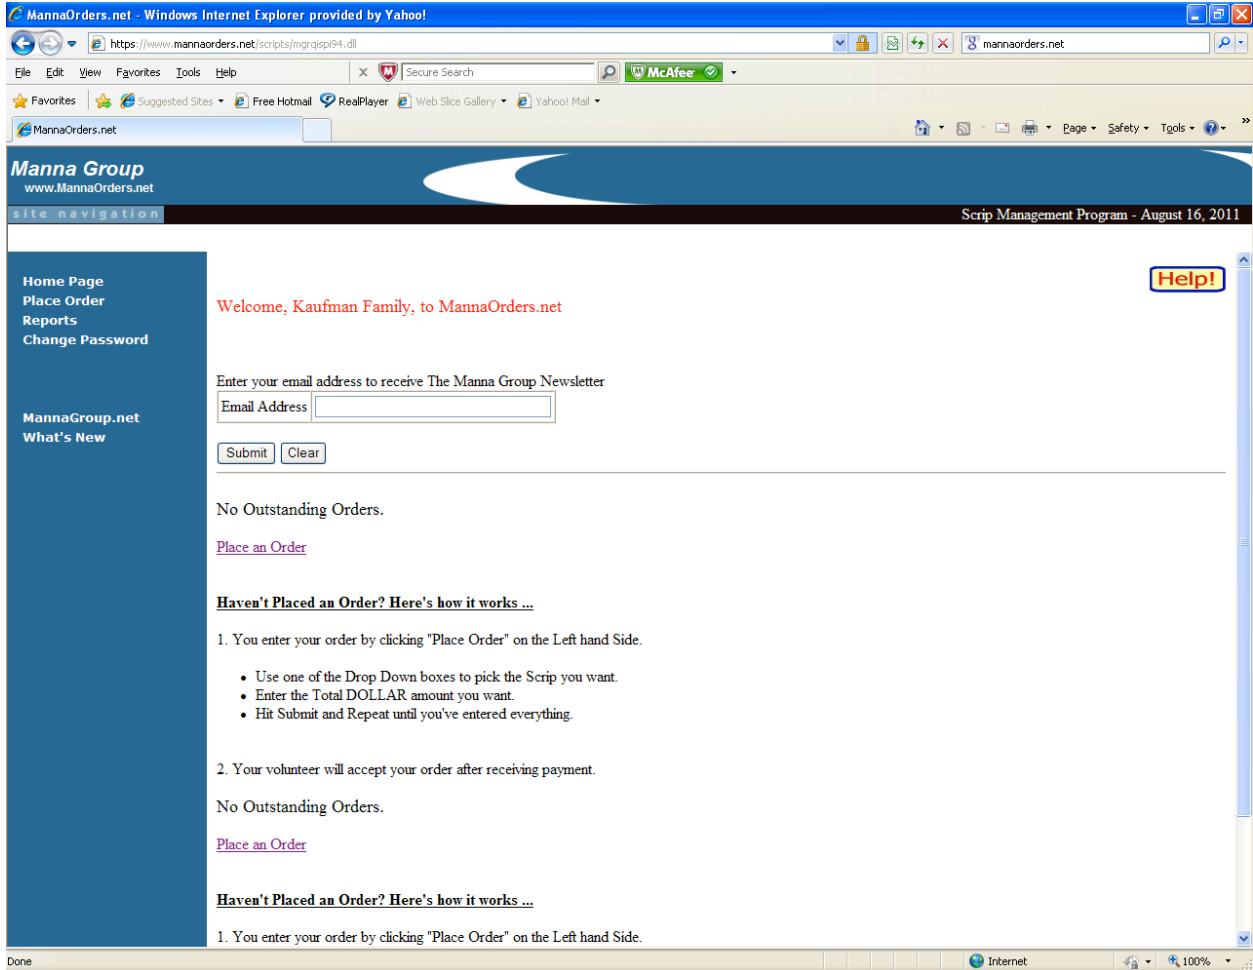 MannaOrders.net - Windows Internet Explorer provided by Yahoo!
https://www.mannaorders.net/scripts/mgrqispi94.dll
mannaorders.net
File Edit View Favorites Tools Help
x Secure Search
McAfee
Favorites Suggested Sites Free Hotmail RealPlayer Web Slice Gallery Yahoo! Mail
MannaOrders.net
Page Safety Tools »
Manna Group
www.MannaOrders.net
site navigation
Scrip Management Program - August 16, 2011
Help!
Home Page
Place Order
Reports
Change Password
MannaGroup.net
What's New
Welcome, Kaufman Family, to MannaOrders.net
Enter your email address to receive The Manna Group Newsletter
Email Address
Submit Clear
No Outstanding Orders.
Place an Order
Haven't Placed an Order? Here's how it works ...
1. You enter your order by clicking "Place Order" on the Left hand Side.
• Use one of the Drop Down boxes to pick the Scrip you want.
• Enter the Total DOLLAR amount you want.
• Hit Submit and Repeat until you've entered everything.
2. Your volunteer will accept your order after receiving payment.
No Outstanding Orders.
Place an Order
Haven't Placed an Order? Here's how it works ...
1. You enter your order by clicking "Place Order" on the Left hand Side.
Done
Internet
100%